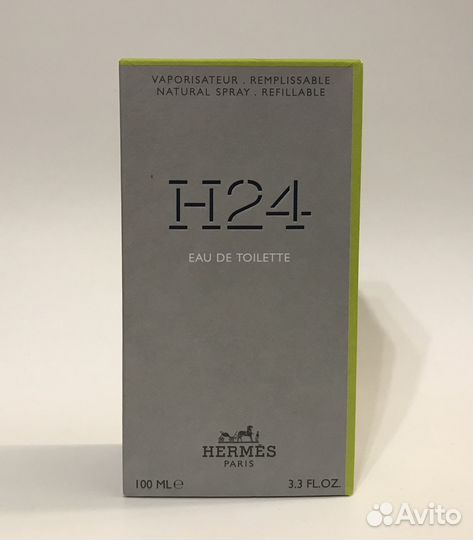 VAPORISATEUR . REMPLISSABLE
NATURAL SPRAY . REFILLABLE
H24
EAU DE TOILETTE
HERMÈS
PARIS
100 ML ℮ 3.3 FL.OZ.
Avito